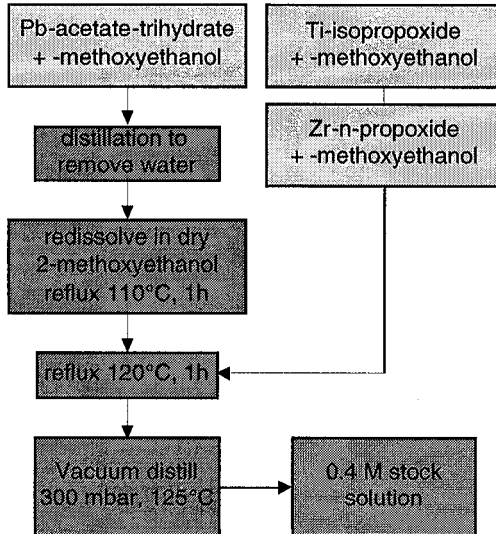 Pb-acetate-trihydrate
+ -methoxyethanol
Ti-isopropoxide
+ -methoxyethanol
Zr-n-propoxide
+ -methoxyethanol
distillation to
remove water
redissolve in dry
2-methoxyethanol
reflux 110°C, 1h
reflux 120°C, 1h
Vacuum distill
300 mbar, 125°C
0.4 M stock
solution